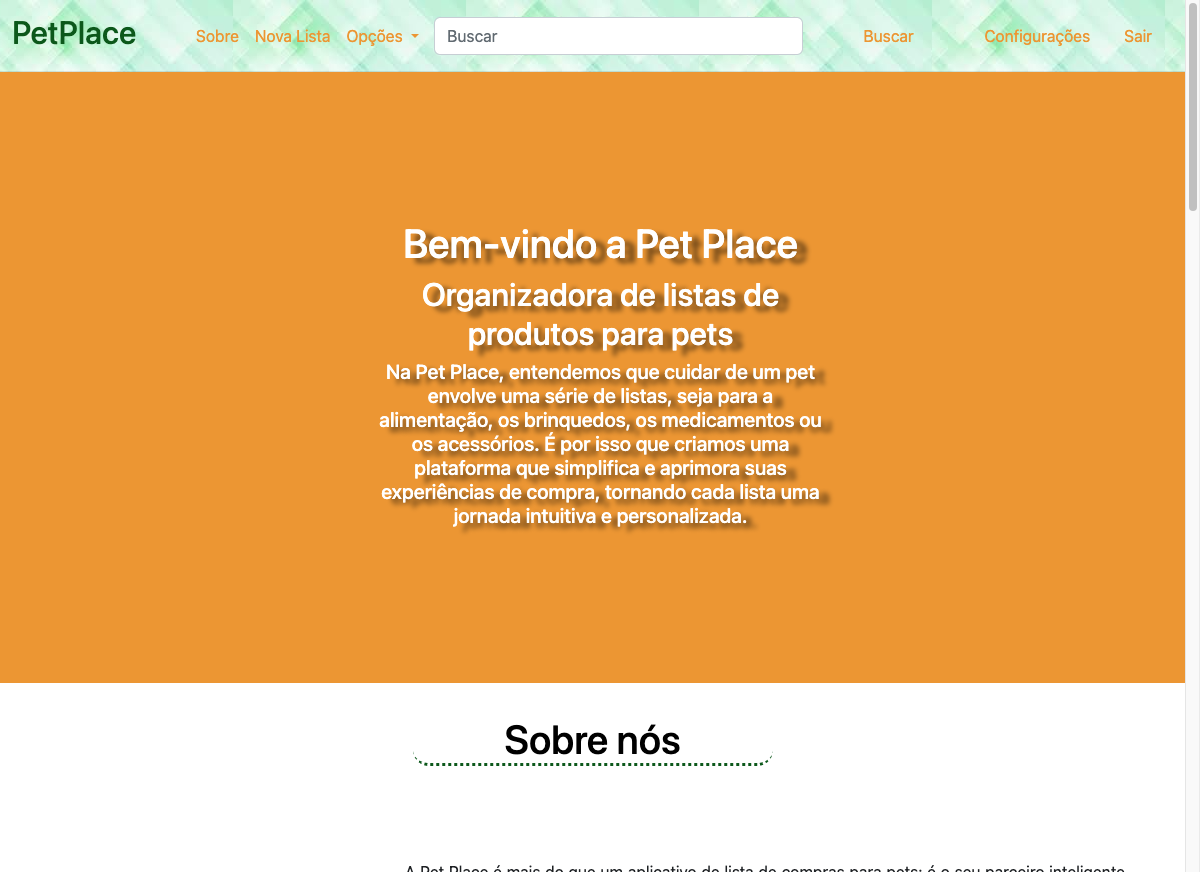 PetPlace
Sobre
Nova Lista
Opções
Buscar
Buscar
Configurações
Sair
Bem-vindo a Pet Place
Organizadora de listas de
produtos para pets
Na Pet Place, entendemos que cuidar de um pet
envolve uma série de listas, seja para a
alimentação, os brinquedos, os medicamentos ou
os acessórios. É por isso que criamos uma
plataforma que simplifica e aprimora suas
experiências de compra, tornando cada lista uma
jornada intuitiva e personalizada.
Sobre nós
A Pet Place é mais do que um aplicativo de lista de compras para pets; é o seu parceiro inteligente